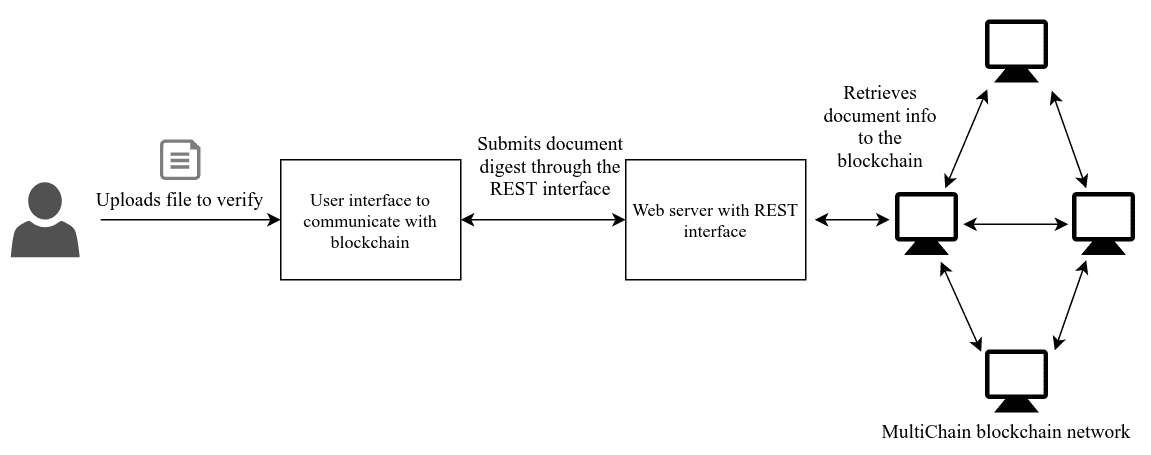 Uploads file to verify
User interface to
communicate with
blockchain
Submits document
digest through the
REST interface
Web server with REST
interface
Retrieves
document info
to the
blockchain
MultiChain blockchain network